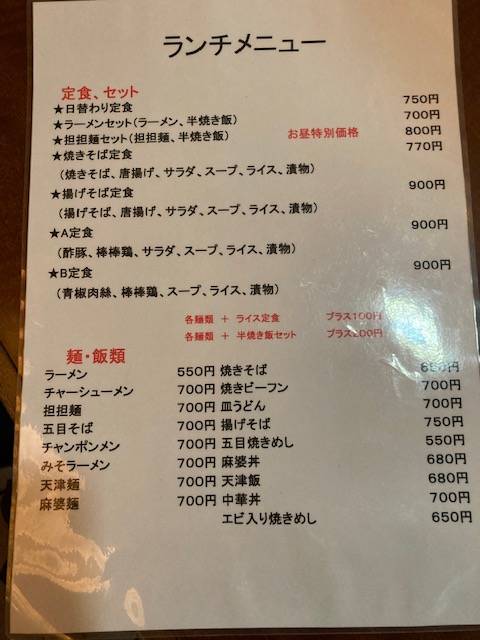 ランチメニュー
定食、セット
★日替わり定食 750円
★ラーメンセット(ラーメン、半焼き飯) 700円
★担担麺セット(担担麺、半焼き飯) お昼特別価格 800円
★焼きそば定食 770円
(焼きそば、唐揚げ、サラダ、スープ、ライス、漬物)
★揚げそば定食 900円
(揚げそば、唐揚げ、サラダ、スープ、ライス、漬物)
★A定食 900円
(酢豚、棒棒鶏、サラダ、スープ、ライス、漬物)
★B定食 900円
(青椒肉絲、棒棒鶏、スープ、ライス、漬物)
各麺類 + ライス定食 プラス100円
各麺類 + 半焼き飯セット プラス200円
麺・飯類
ラーメン 550円 焼きそば
チャーシューメン 700円 焼きビーフン 700円
担担麺 700円 皿うどん 700円
五目そば 700円 揚げそば 750円
チャンポンメン 700円 五目焼きめし 550円
みそラーメン 700円 麻婆丼 680円
天津麺 700円 天津飯 680円
麻婆麺 700円 中華丼 700円
エビ入り焼きめし 650円